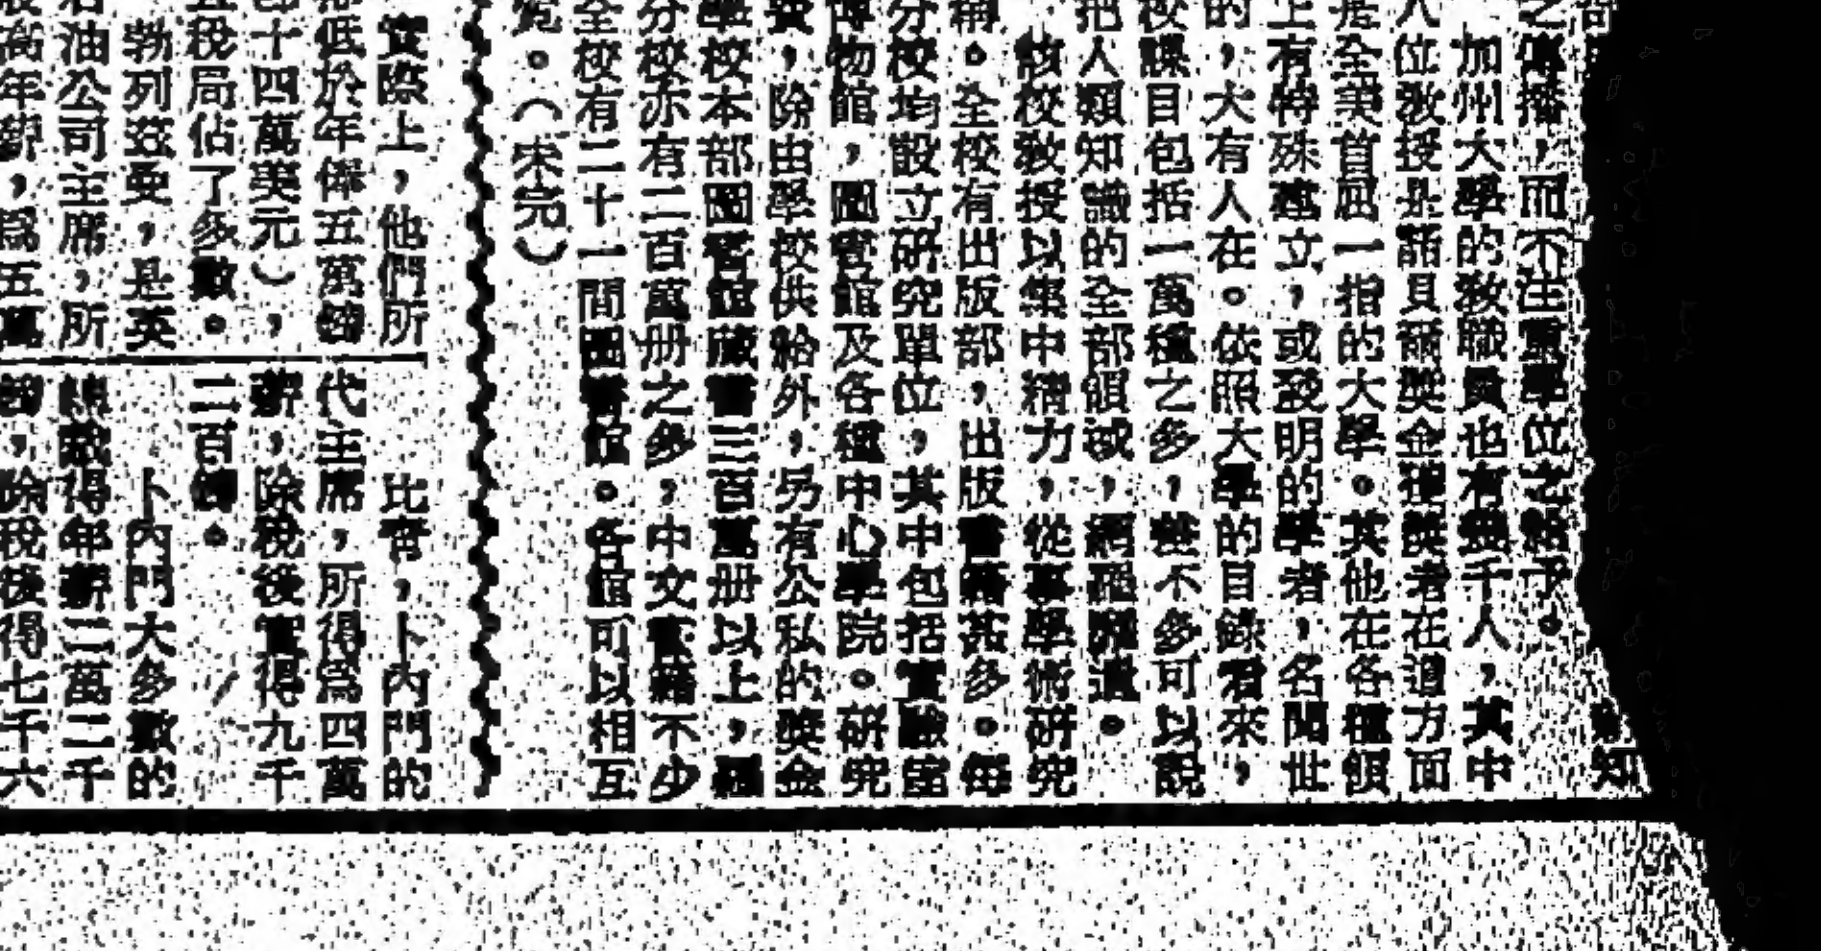 知
之傳播，而不注重學位之給予。
加州大學的教職員也有幾千人，其中
八位教授是諾貝爾獎金獲獎者在這方面
是全美首屈一指的大學。其他在各種領
上有特殊建立，或發明的學者，名聞世
的，大有人在。依照大學的目錄看來，
校課目包括一萬種之多，差不多可以說
把人類知識的全部領域，網羅無遺。
該校教授以集中精力，從事學術研究
稱。全校有出版部，出版書籍甚多。每
分校均設立研究單位，其中包括實驗室
博物館，圖書館及各種中心學院。研究
費，除由學校供給外，另有公私的獎金
學校本部圖書館藏書三百萬册以上，
分校亦有二百萬册之多，中文書籍不少
全校有二十一間圖書館。各館可以相互
覽。（未完）
實際上，他們所
低於年俸五萬鎊
十四萬美元），
稅局佔了多數。
勃列茲曼，是英
油公司主席，所
高年薪，爲五萬
比奇，卜內門的
代主席，所得爲四萬
薪，除稅後實得九千
二百鎊。
卜內門大多數的
得年薪二萬二千
鎊，除稅後得七千六